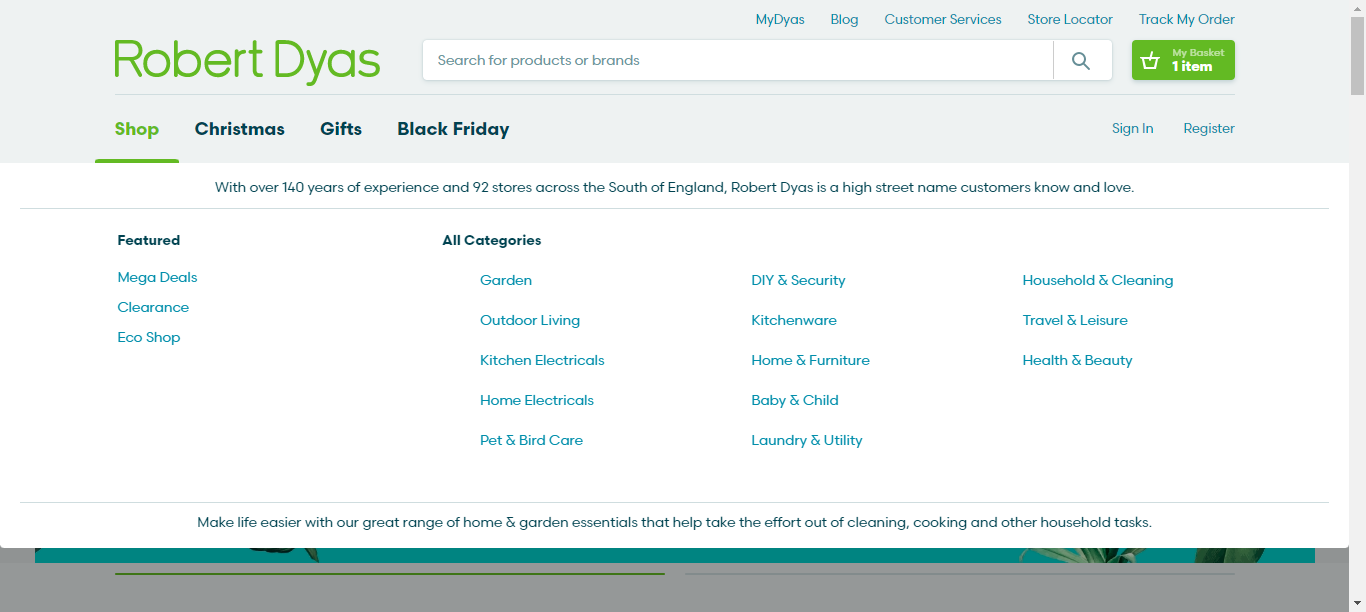 MyDyas Blog Customer Services Store Locator Track My Order
Robert Dyas
Search for products or brands
My Basket
1 item
Shop Christmas Gifts Black Friday Sign In Register
With over 140 years of experience and 92 stores across the South of England, Robert Dyas is a high street name customers know and love.
Featured
Mega Deals
Clearance
Eco Shop
All Categories
Garden DIY & Security Household & Cleaning
Outdoor Living Kitchenware Travel & Leisure
Kitchen Electricals Home & Furniture Health & Beauty
Home Electricals Baby & Child
Pet & Bird Care Laundry & Utility
Make life easier with our great range of home & garden essentials that help take the effort out of cleaning, cooking and other household tasks.